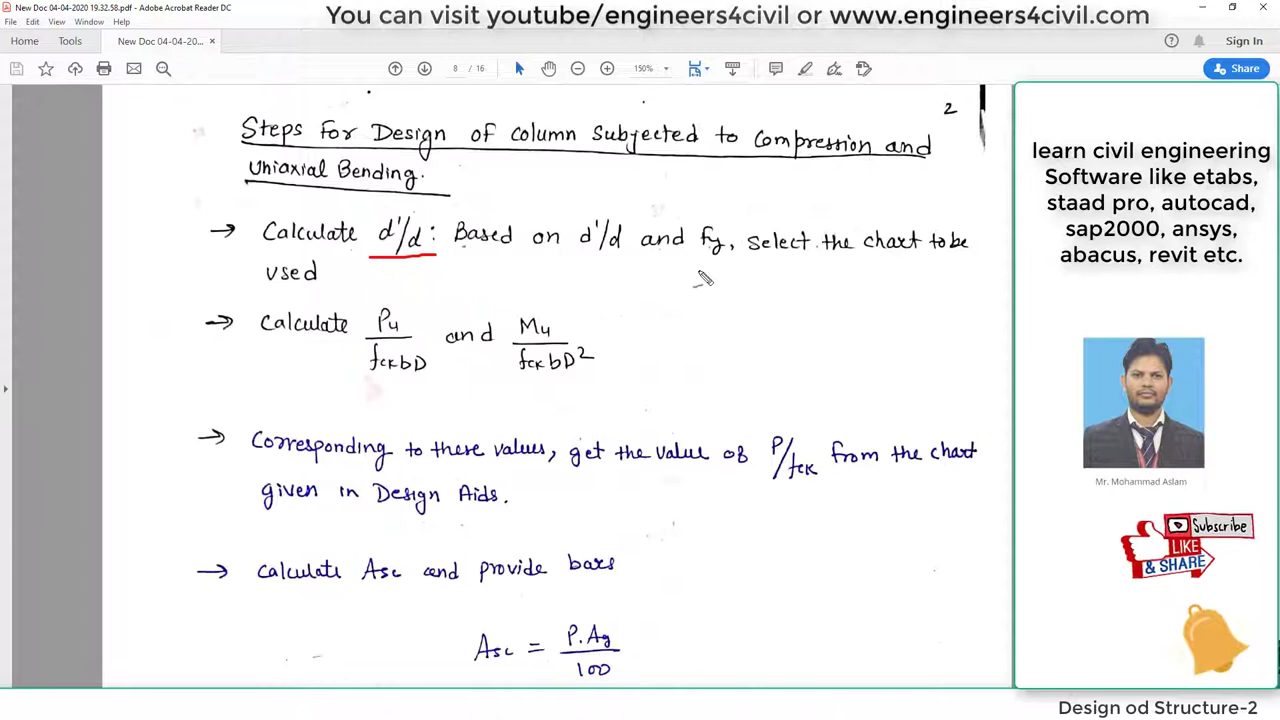 New Doc 04-04-2020 19.32.58.pdf - Adobe Acrobat Reader DC
You can visit youtube/engineers4civil or www.engineers4civil.com
File Edit View Window Help
Home Tools New Doc 04-04-20... × Sign In
8 / 16 150% Share
2
Steps for Design of column subjected to compression and
Uniaxial Bending.
→ Calculate d'/d : Based on d'/d and fy, select the chart to be
used
→ Calculate Pu/fckbD and Mu/fckbD²
→ Corresponding to these values, get the value of P/fck from the chart
given in Design Aids.
→ Calculate Asc and provide bars
Asc = P.Ag/100
learn civil engineering
Software like etabs,
staad pro, autocad,
sap2000, ansys,
abacus, revit etc.
Mr. Mohammad Aslam
Subscribe
LIKE
& SHARE
Design od Structure-2